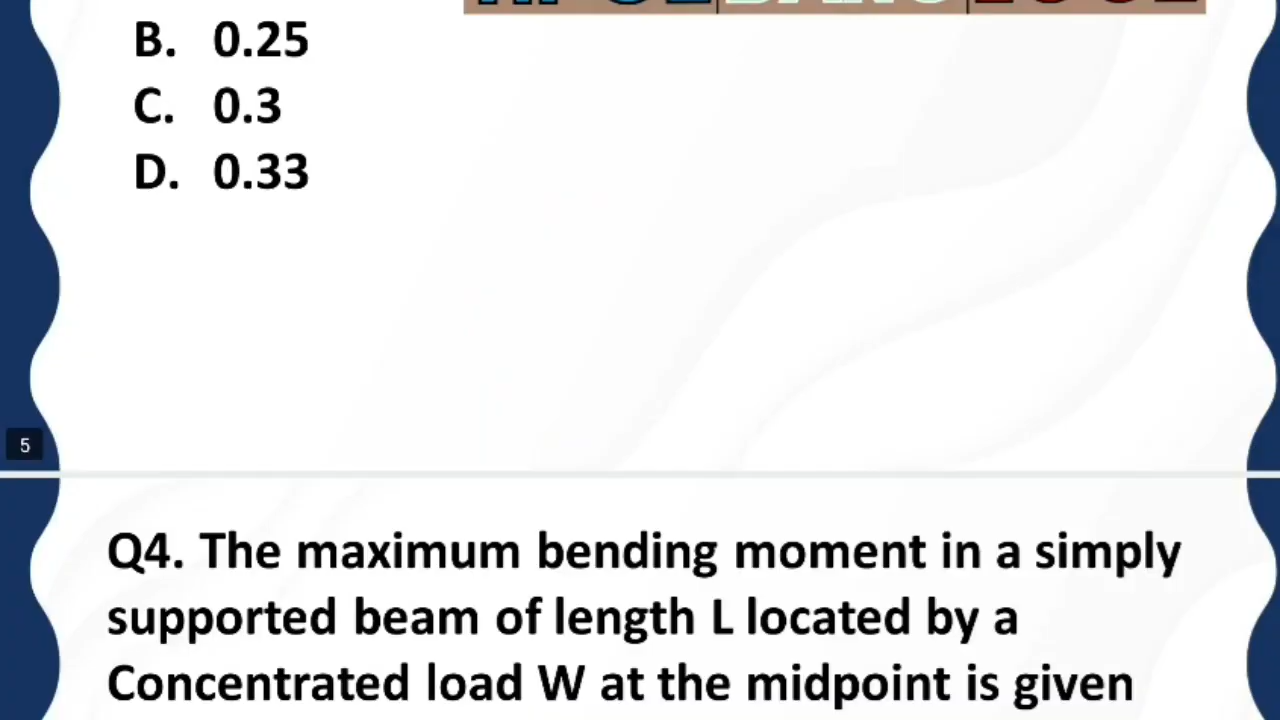 B. 0.25
C. 0.3
D. 0.33
5
Q4. The maximum bending moment in a simply
supported beam of length L located by a
Concentrated load W at the midpoint is given